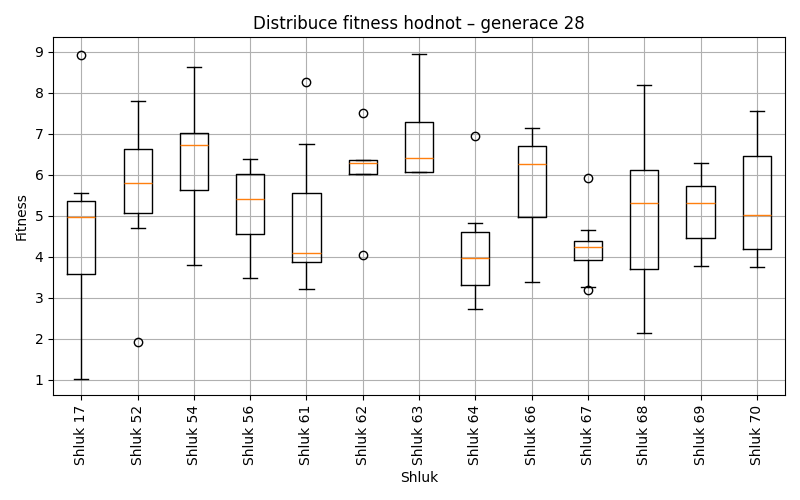 Distribuce fitness hodnot – generace 28
Fitness
9
8
7
6
5
4
3
2
1
Shluk 17
Shluk 52
Shluk 54
Shluk 56
Shluk 61
Shluk 62
Shluk 63
Shluk 64
Shluk 66
Shluk 67
Shluk 68
Shluk 69
Shluk 70
Shluk